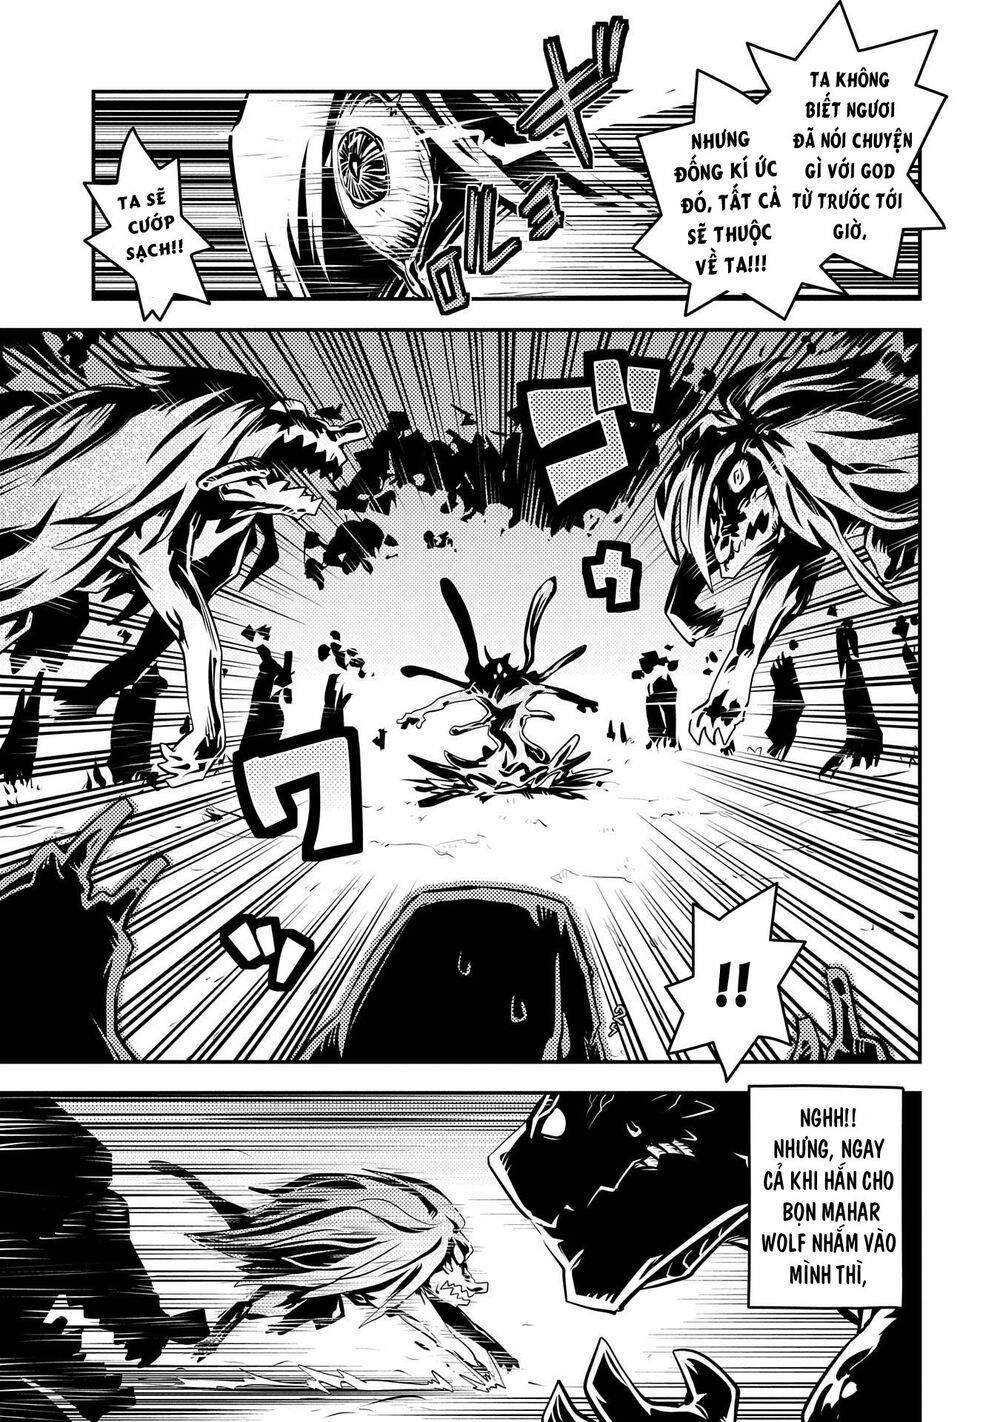 TA KHÔNG
BIẾT NGƯƠI
ĐÃ NÓI CHUYỆN
GÌ VỚI GOD
TỪ TRƯỚC TỚI
GIỜ,
NHƯNG
ĐỐNG KÍ ỨC
ĐÓ, TẤT CẢ
SẼ THUỘC
VỀ TA!!!
TA SẼ
CƯỚP
SẠCH!!
ゴッ
ワッ
!!
NGHH!!
NHƯNG, NGAY
CẢ KHI HẮN CHO
BỌN MAHAR
WOLF NHẮM VÀO
MÌNH THÌ,